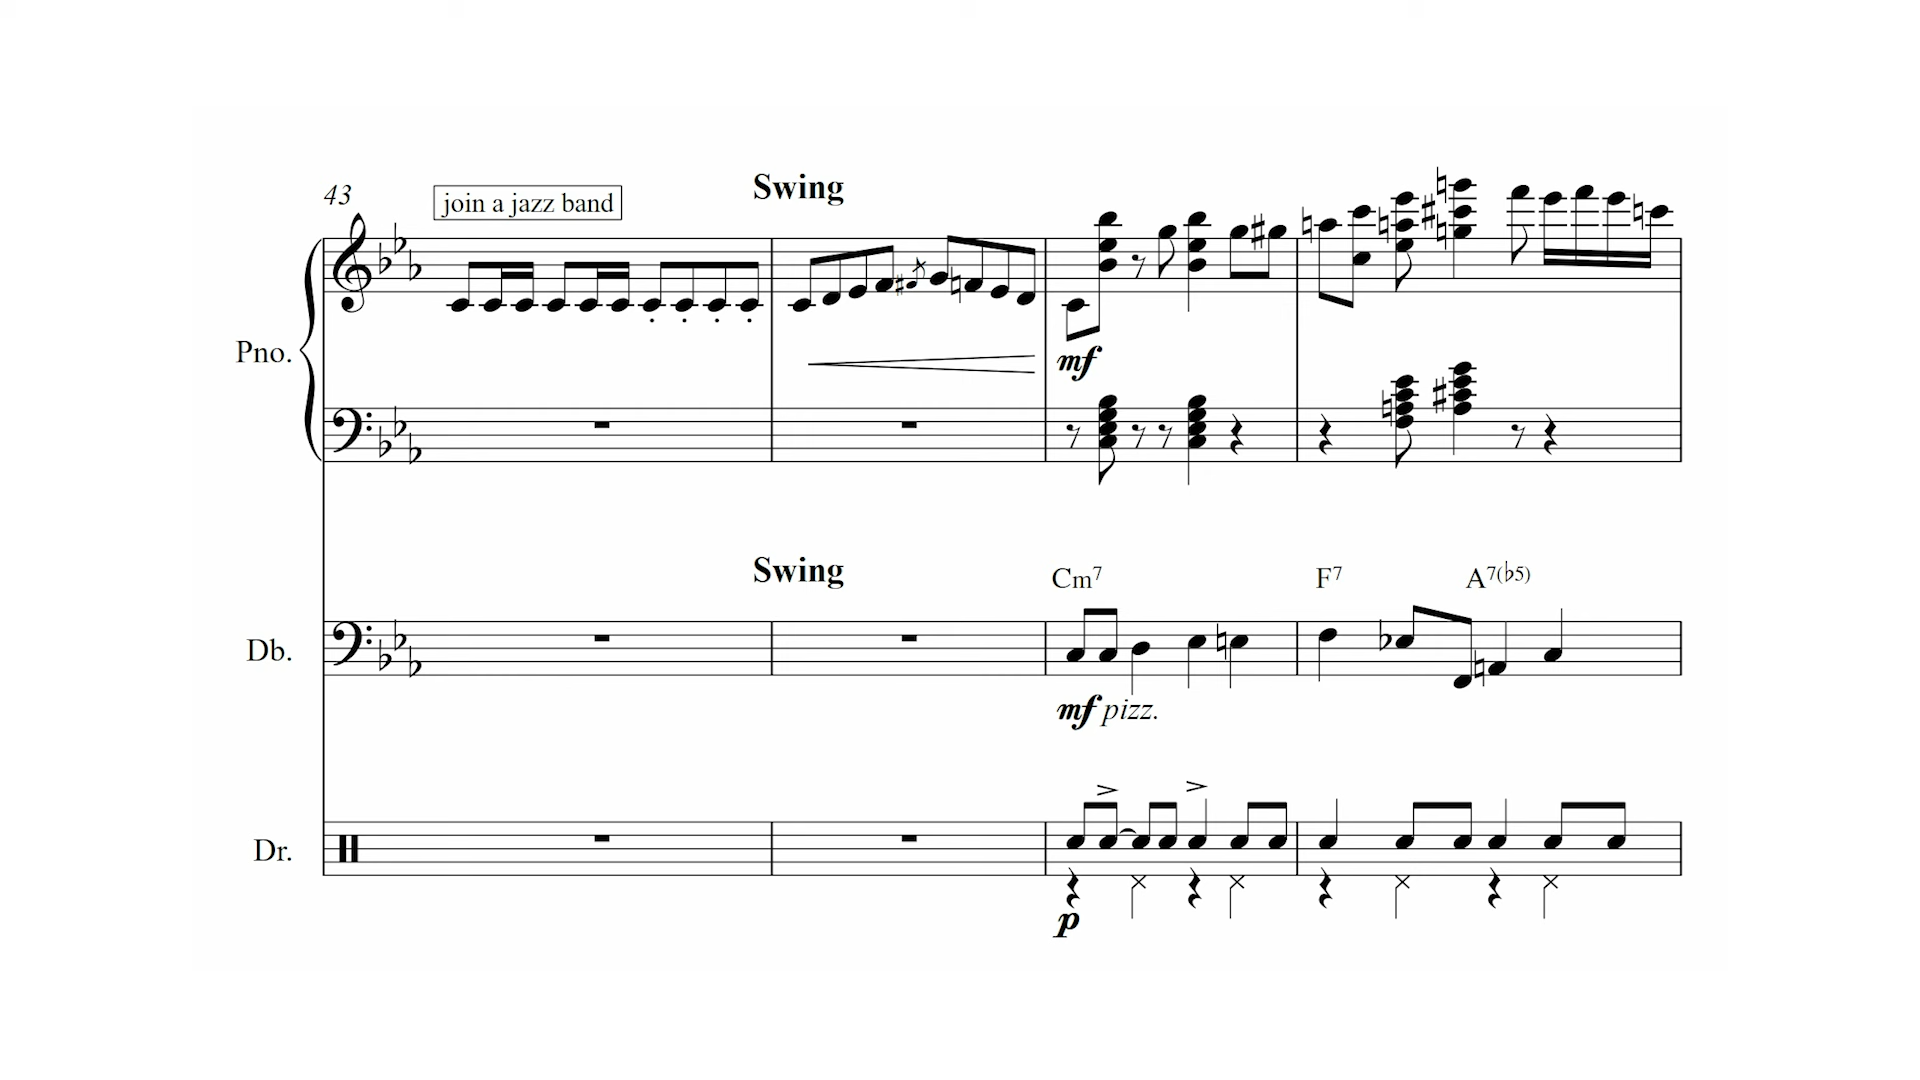 43
join a jazz band
Swing
Pno.
mf
Swing
Cm7 F7 A7(♭5)
Db.
mf pizz.
Dr.
p